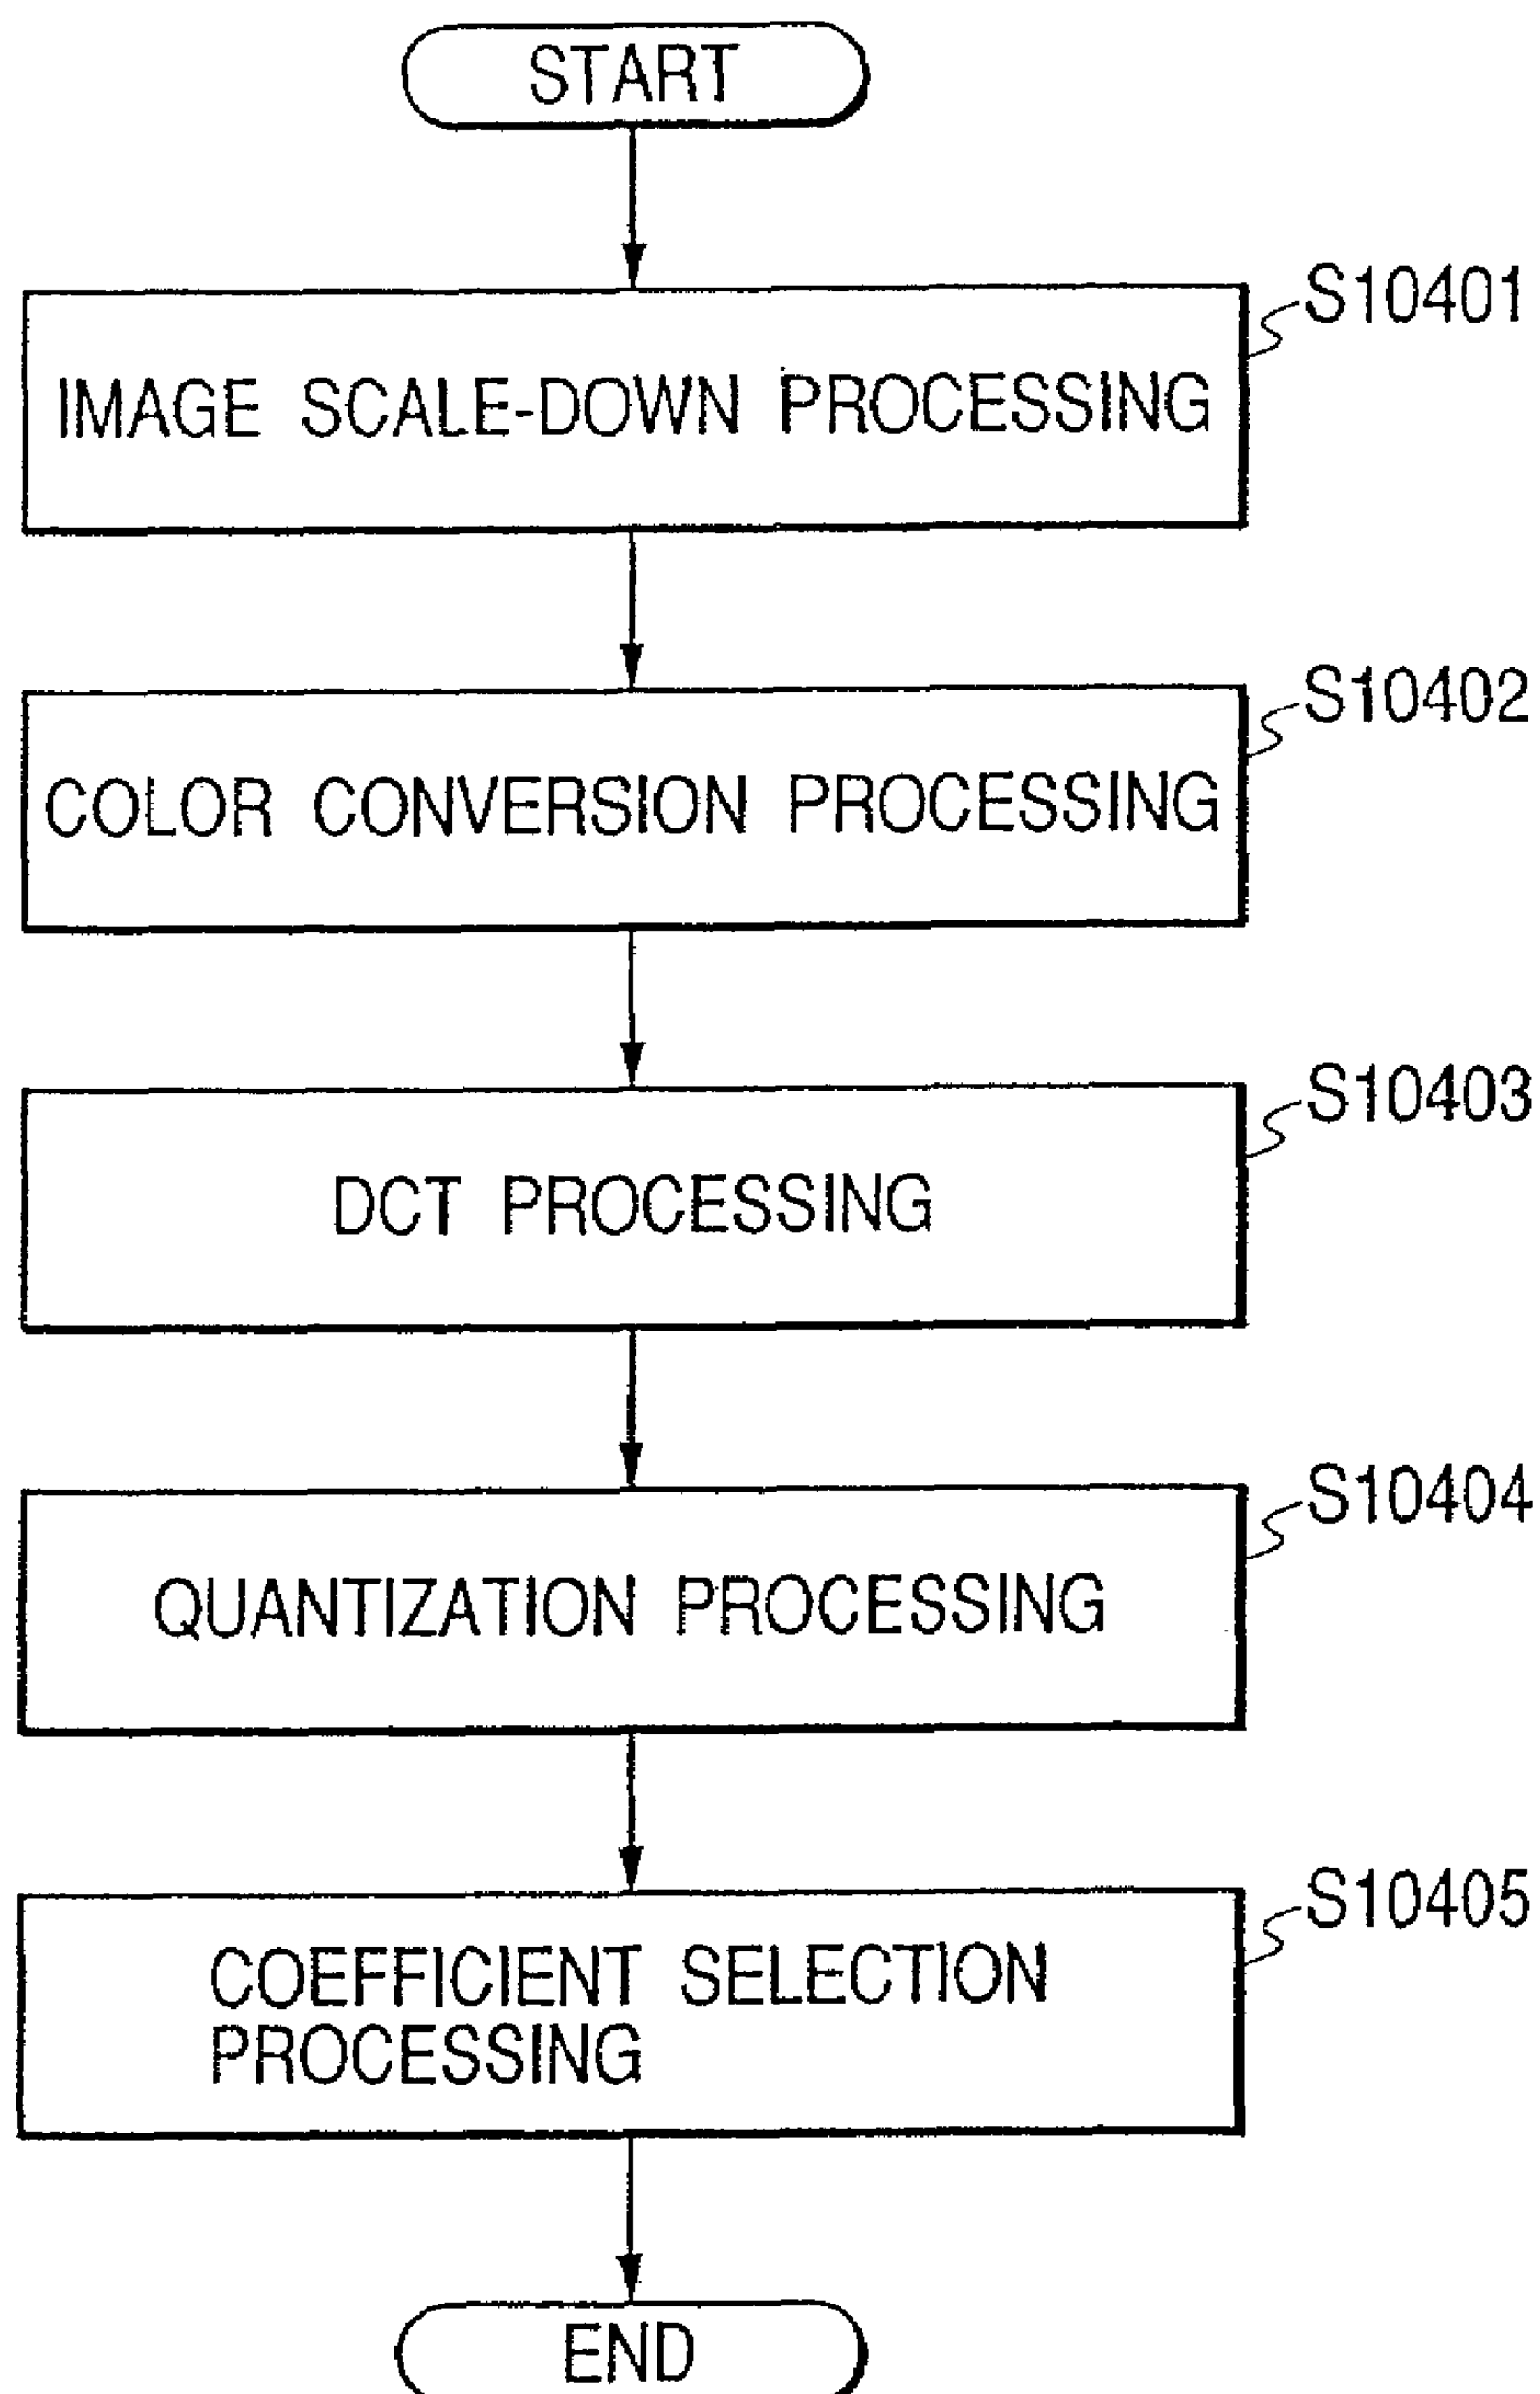 START
S10401
IMAGE SCALE-DOWN PROCESSING
S10402
COLOR CONVERSION PROCESSING
S10403
DCT PROCESSING
S10404
QUANTIZATION PROCESSING
S10405
COEFFICIENT SELECTION
PROCESSING
END